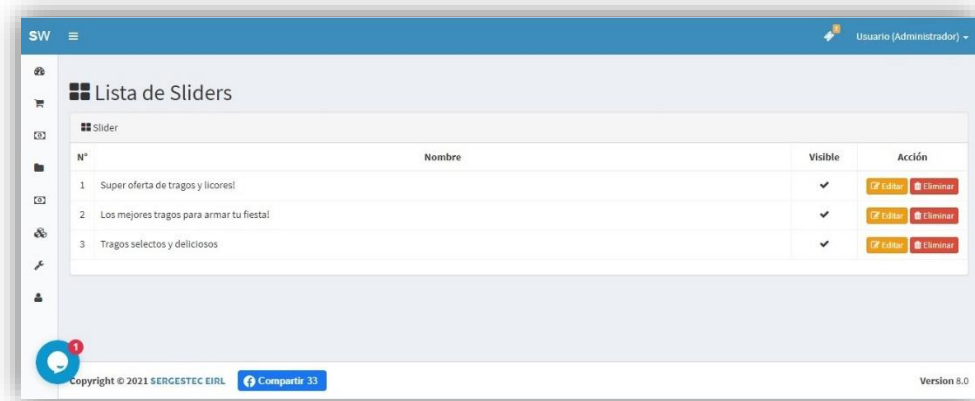 SW
Usuario (Administrador)
Lista de Sliders
Slider
N° Nombre Visible Acción
1 Super oferta de tragos y licores! Editar Eliminar
2 Los mejores tragos para armar tu fiesta! Editar Eliminar
3 Tragos selectos y deliciosos Editar Eliminar
1
Copyright © 2021 SERGESTEC EIRL Compartir 33 Version 8.0